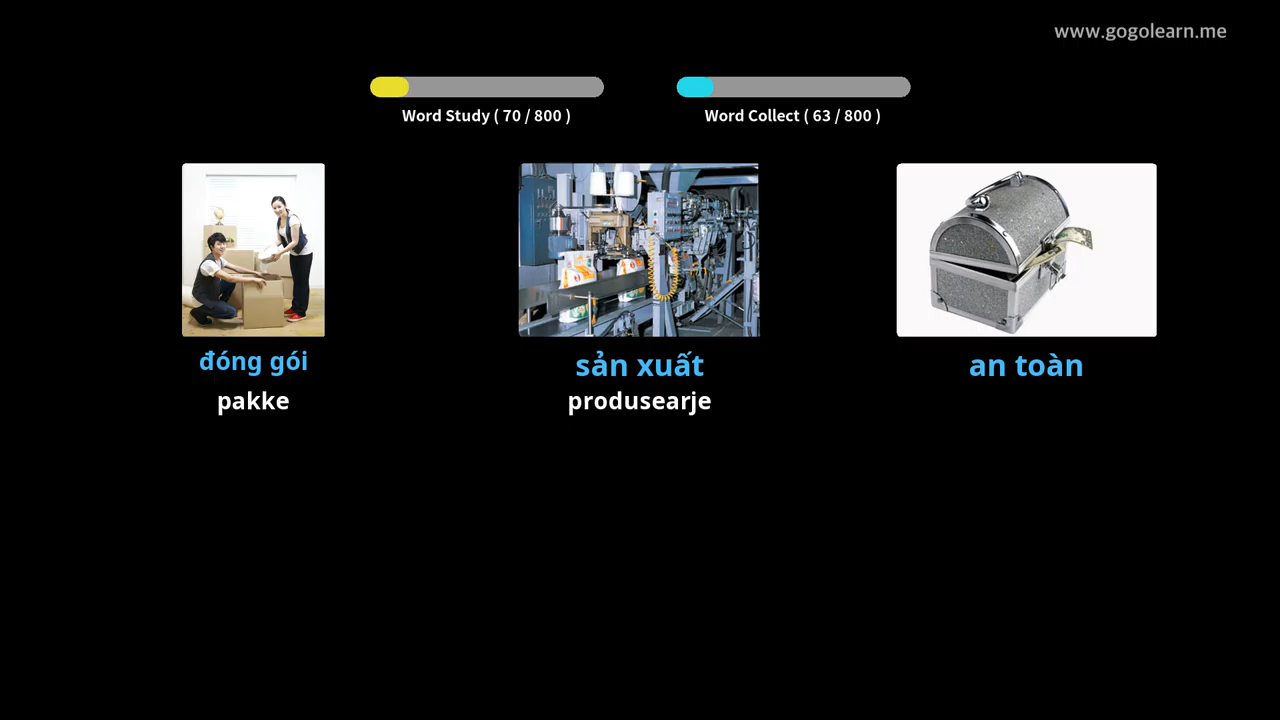 www.gogolearn.me
Word Study ( 70 / 800 )
Word Collect ( 63 / 800 )
đóng gói
sản xuất
an toàn
pakke
produsearje